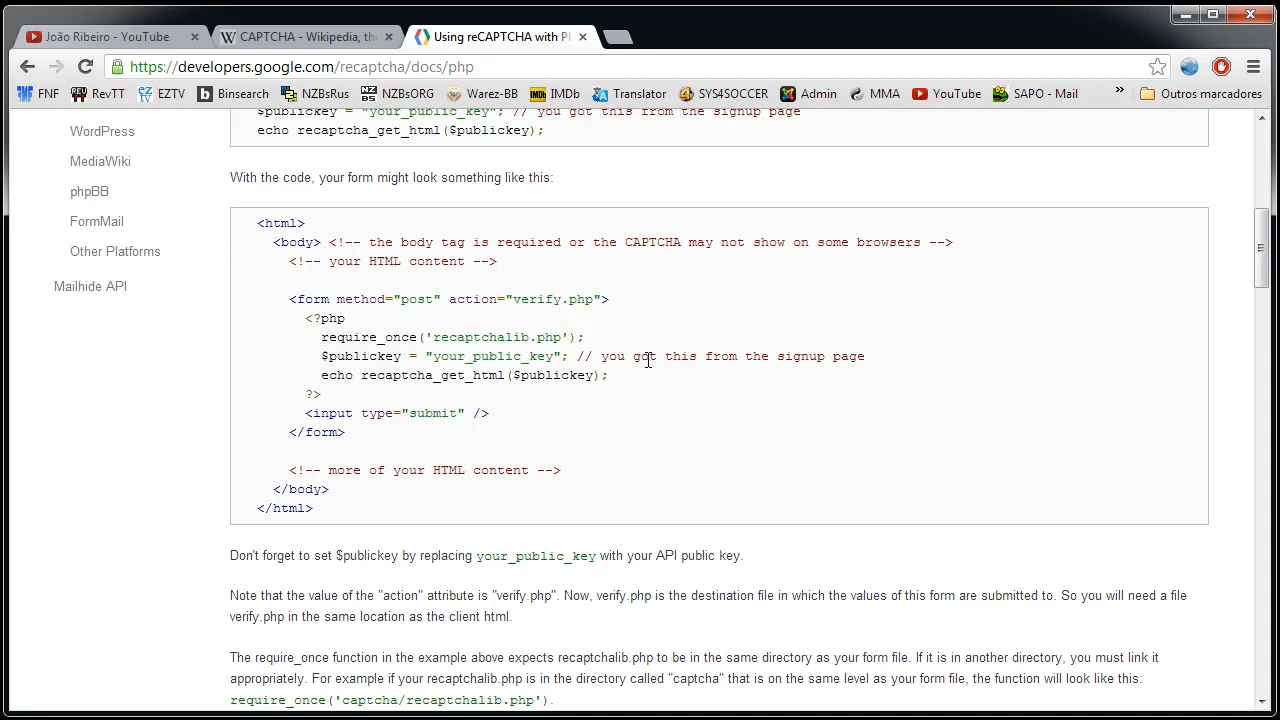 João Ribeiro - YouTube
CAPTCHA - Wikipedia, the
Using reCAPTCHA with PH
https://developers.google.com/recaptcha/docs/php
FNF RevTT EZTV Binsearch NZBsRus NZBsORG Warez-BB IMDb Translator SYS4SOCCER Admin MMA YouTube SAPO - Mail » Outros marcadores
WordPress
MediaWiki
phpBB
FormMail
Other Platforms
Mailhide API
$publickey = "your_public_key"; // you got this from the signup page
echo recaptcha_get_html($publickey);
With the code, your form might look something like this:
<html>
<body> <!-- the body tag is required or the CAPTCHA may not show on some browsers -->
<!-- your HTML content -->
<form method="post" action="verify.php">
<?php
require_once('recaptchalib.php');
$publickey = "your_public_key"; // you got this from the signup page
echo recaptcha_get_html($publickey);
?>
<input type="submit" />
</form>
<!-- more of your HTML content -->
</body>
</html>
Don't forget to set $publickey by replacing your_public_key with your API public key.
Note that the value of the "action" attribute is "verify.php". Now, verify.php is the destination file in which the values of this form are submitted to. So you will need a file
verify.php in the same location as the client html.
The require_once function in the example above expects recaptchalib.php to be in the same directory as your form file. If it is in another directory, you must link it
appropriately. For example if your recaptchalib.php is in the directory called "captcha" that is on the same level as your form file, the function will look like this:
require_once('captcha/recaptchalib.php').